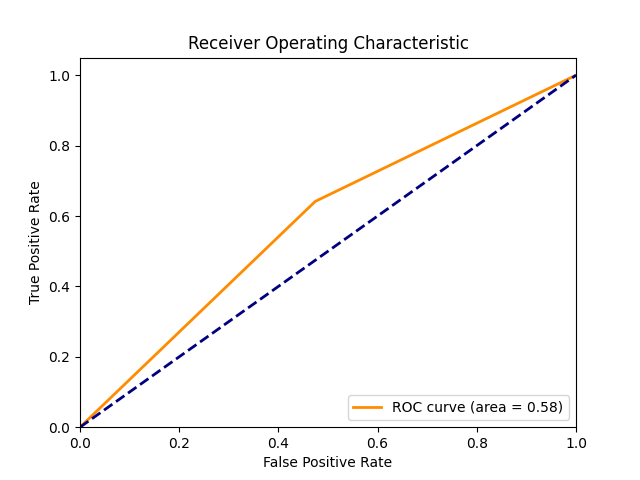 Receiver Operating Characteristic
1.0
0.8
0.6
0.4
0.2
0.0
True Positive Rate
ROC curve (area = 0.58)
0.0 0.2 0.4 0.6 0.8 1.0
False Positive Rate